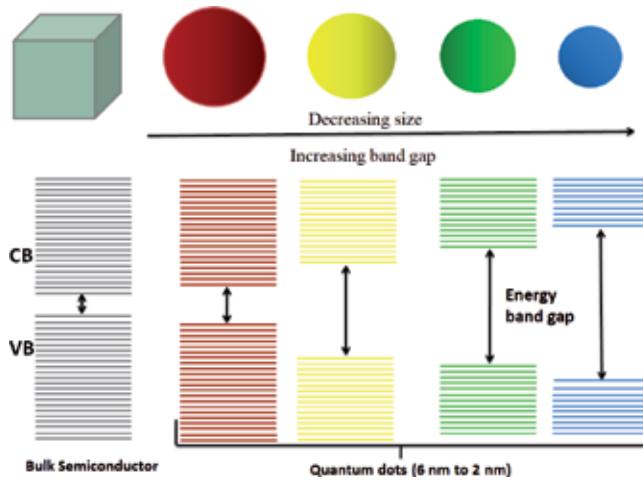 Decreasing size
Increasing band gap
CB
Energy
band gap
VB
Bulk Semiconductor
Quantum dots (6 nm to 2 nm)